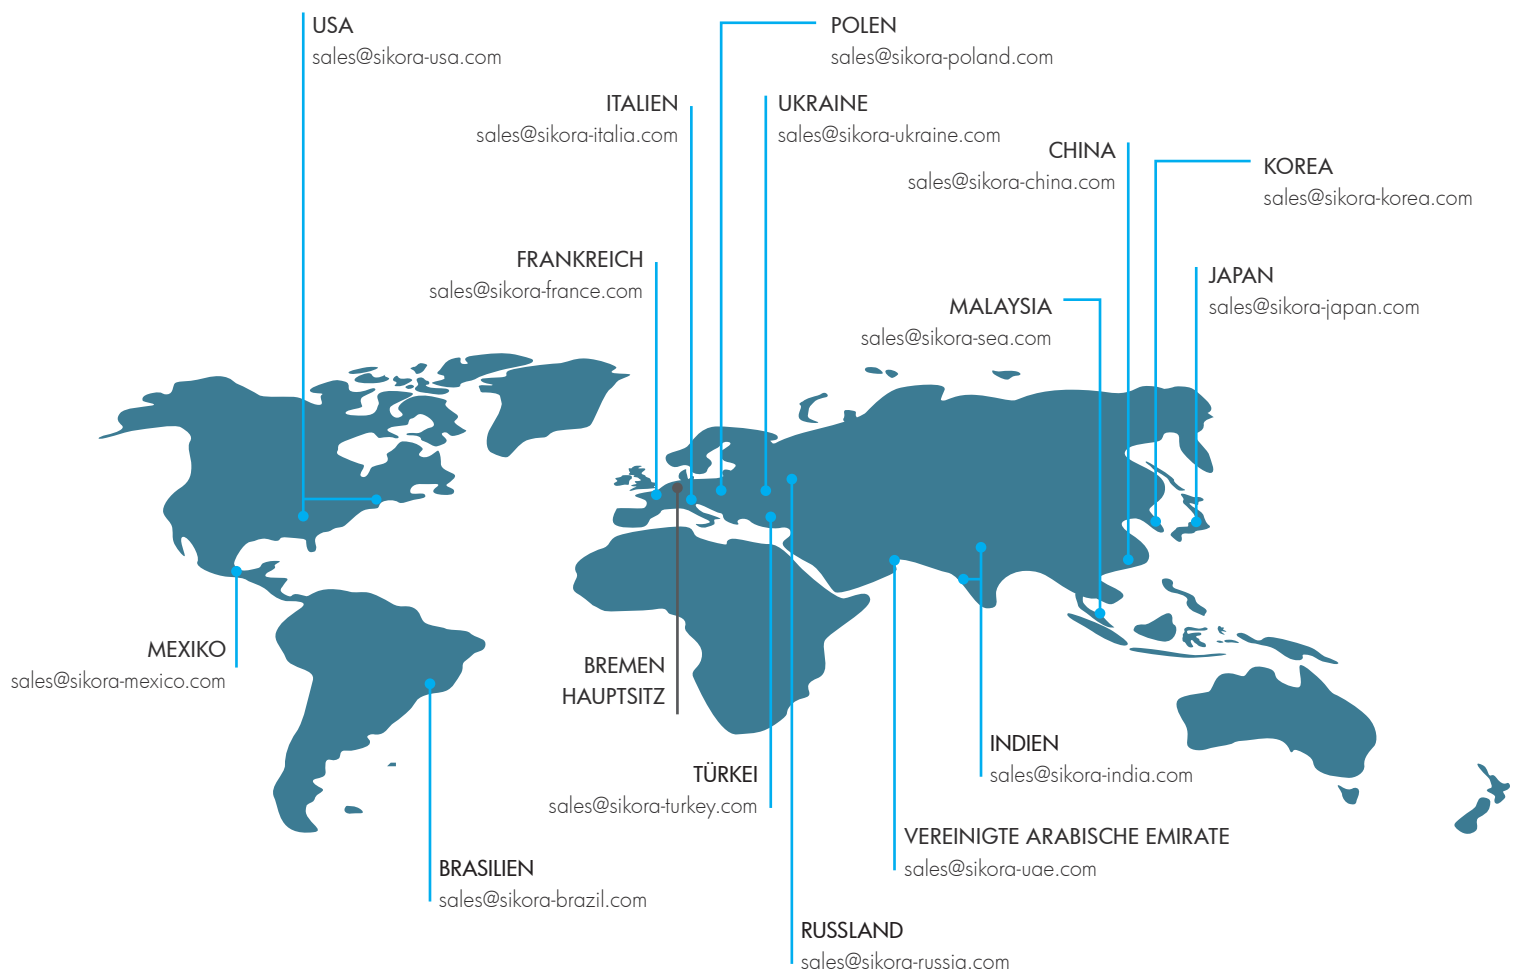 USA
sales@sikora-usa.com
POLEN
sales@sikora-poland.com
ITALIEN
sales@sikora-italia.com
UKRAINE
sales@sikora-ukraine.com
CHINA
sales@sikora-china.com
KOREA
sales@sikora-korea.com
FRANKREICH
sales@sikora-france.com
JAPAN
sales@sikora-japan.com
MALAYSIA
sales@sikora-sea.com
MEXIKO
sales@sikora-mexico.com
BREMEN
HAUPTSITZ
INDIEN
sales@sikora-india.com
TÜRKEI
sales@sikora-turkey.com
VEREINIGTE ARABISCHE EMIRATE
sales@sikora-uae.com
BRASILIEN
sales@sikora-brazil.com
RUSSLAND
sales@sikora-russia.com